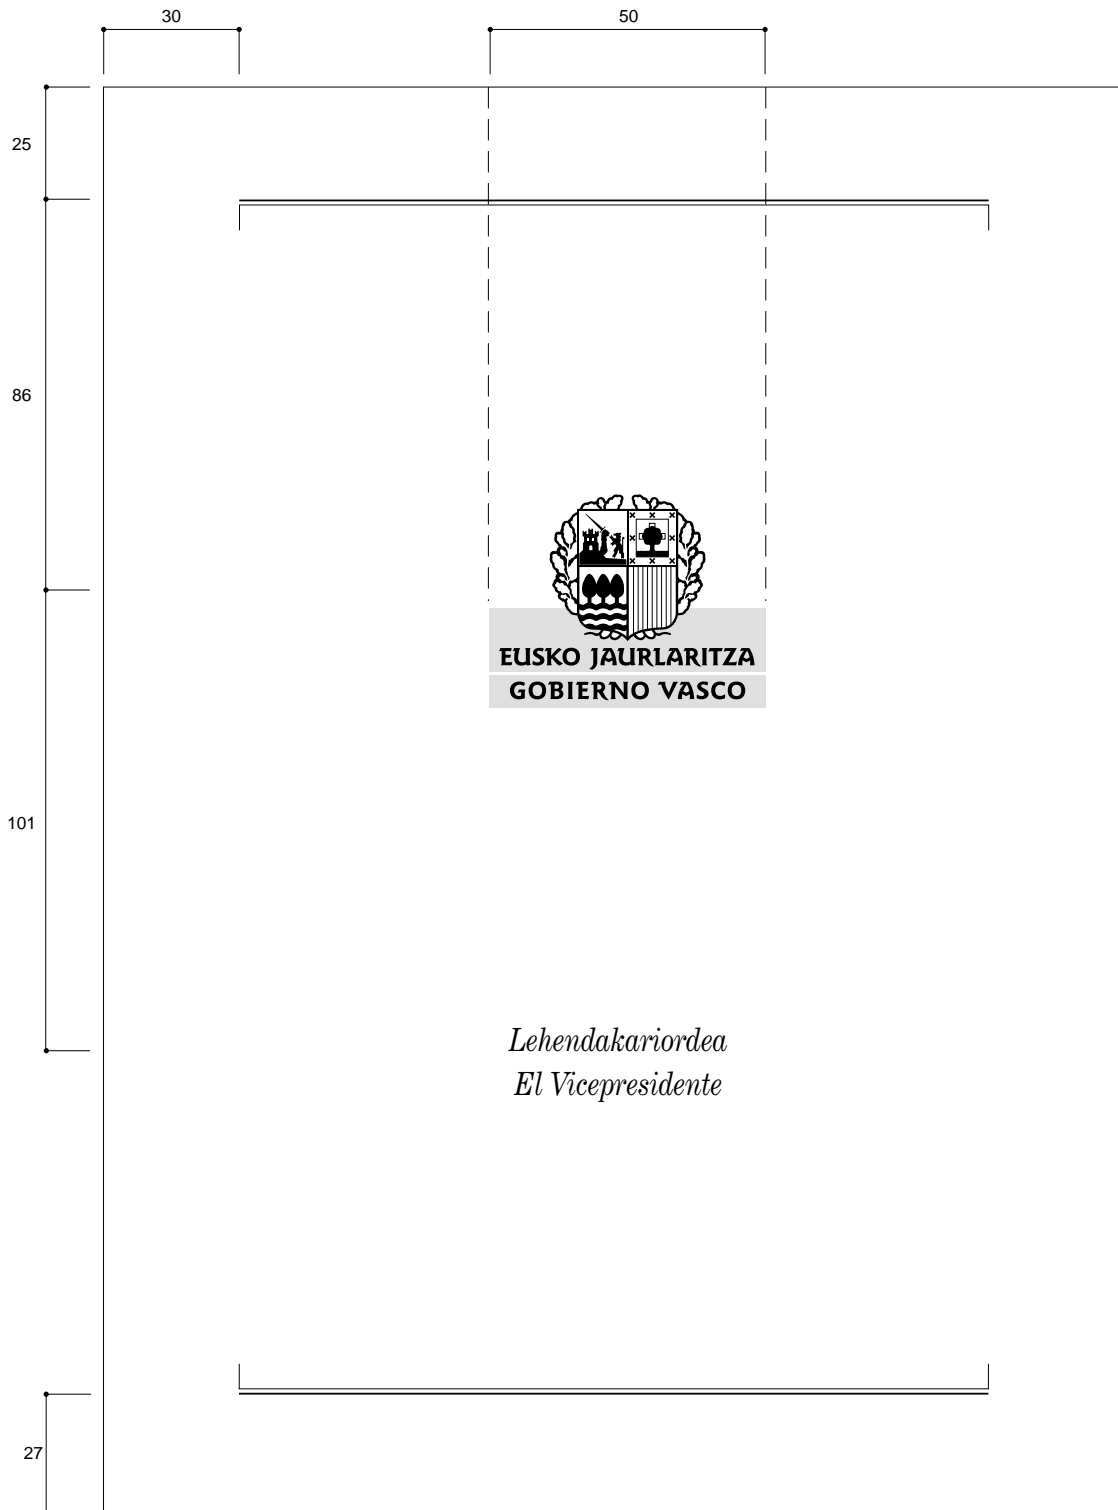 30
50
25
86
EUSKO JAURLARITZA
GOBIERNO VASCO
101
Lehendakariordea
El Vicepresidente
27